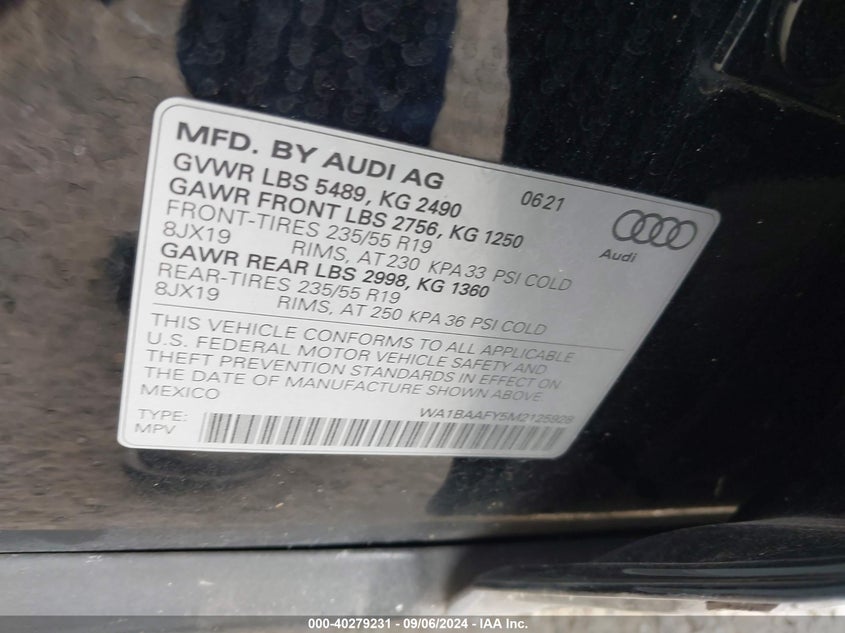 MFD. BY AUDI AG 0621
GVWR LBS 5489, KG 2490
GAWR FRONT LBS 2756, KG 1250
FRONT-TIRES 235/55 R19
8JX19 RIMS, AT 230 KPA 33 PSI COLD
GAWR REAR LBS 2998, KG 1360
REAR-TIRES 235/55 R19
8JX19 RIMS, AT 250 KPA 36 PSI COLD
Audi
THIS VEHICLE CONFORMS TO ALL APPLICABLE
U.S. FEDERAL MOTOR VEHICLE SAFETY AND
THEFT PREVENTION STANDARDS IN EFFECT ON
THE DATE OF MANUFACTURE SHOWN ABOVE.
MEXICO
WA1BAAFY5M2125928
TYPE:
MPV
000-40279231 - 09/06/2024 - IAA Inc.